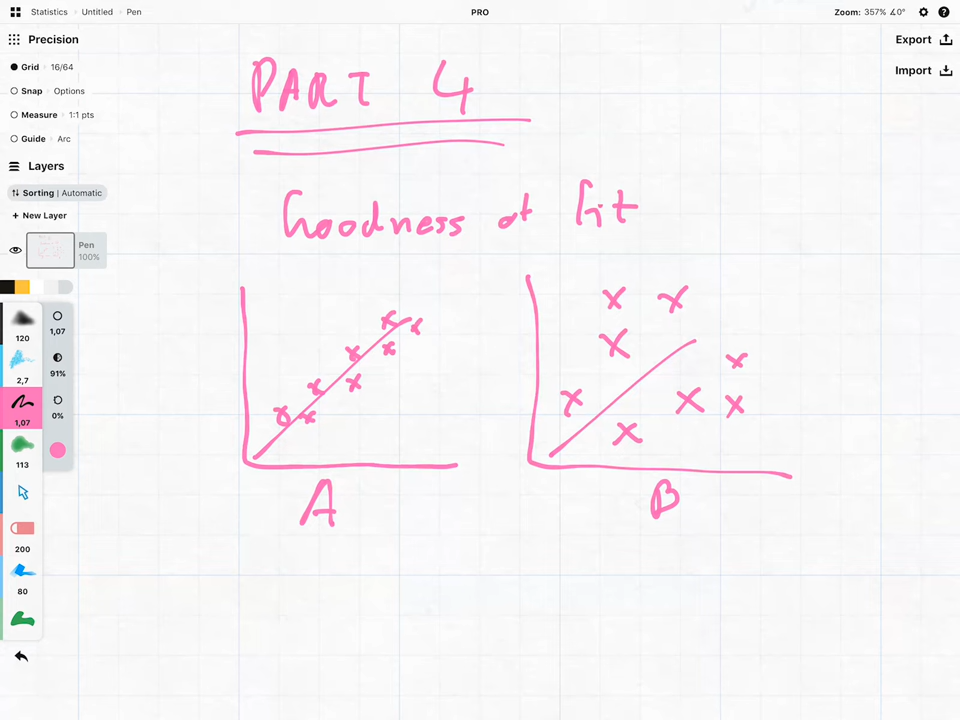 Statistics › Untitled › Pen
PRO
Zoom: 357% ∡0°
Precision
Export
Grid › 16/64
Import
Snap › Options
Measure › 1:1 pts
Guide › Arc
Layers
Sorting | Automatic
+ New Layer
Pen
100%
120
1,07
2,7
91%
1,07
0%
113
200
80
PART 4
Goodness of fit
A
B